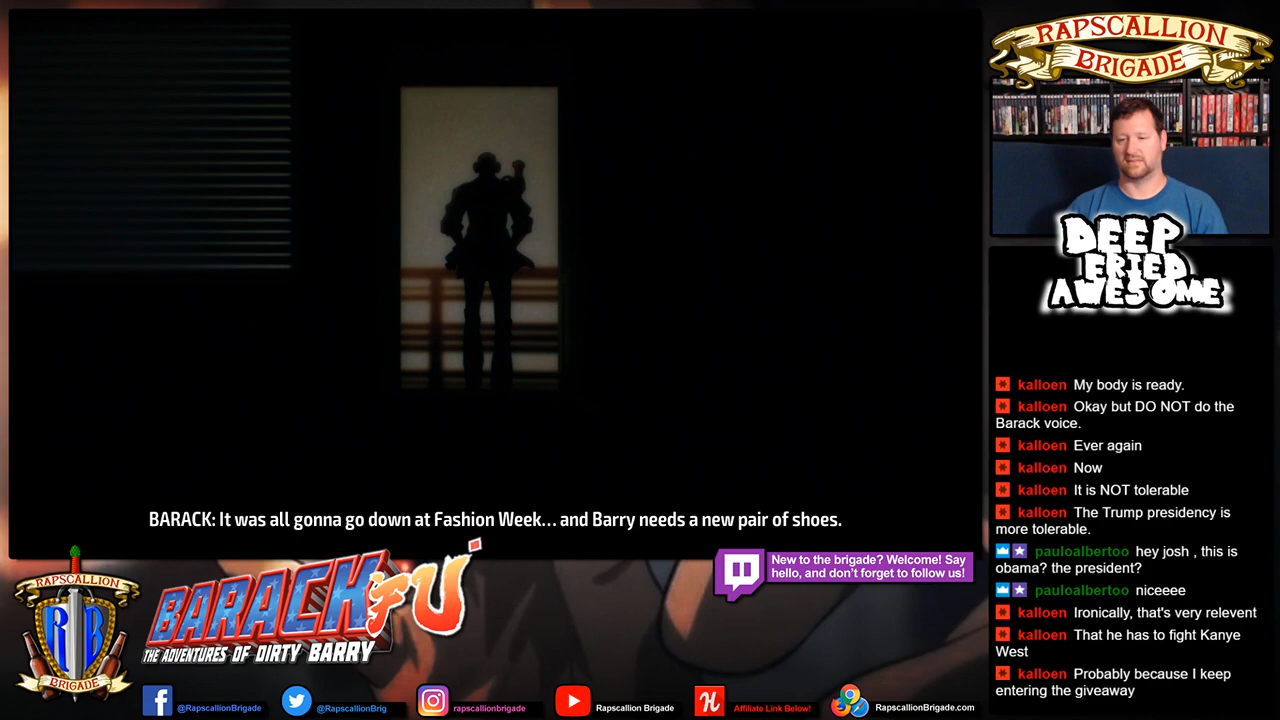 RAPSCALLION
BRIGADE
DEEP
FRIED
AWESOME
kalloen My body is ready.
kalloen Okay but DO NOT do the
Barack voice.
kalloen Ever again
kalloen Now
kalloen It is NOT tolerable
kalloen The Trump presidency is
more tolerable.
pauloalbertoo hey josh , this is
obama? the president?
pauloalbertoo niceeee
kalloen Ironically, that's very relevent
kalloen That he has to fight Kanye
West
kalloen Probably because I keep
entering the giveaway
BARACK: It was all gonna go down at Fashion Week... and Barry needs a new pair of shoes.
New to the brigade? Welcome! Say
hello, and don't forget to follow us!
RAPSCALLION
RB
BRIGADE
BARACK FU
THE ADVENTURES OF DIRTY BARRY
@RapscallionBrigade
@RapscallionBrig
rapscallionbrigade
Rapscallion Brigade
Affiliate Link Below!
RapscallionBrigade.com